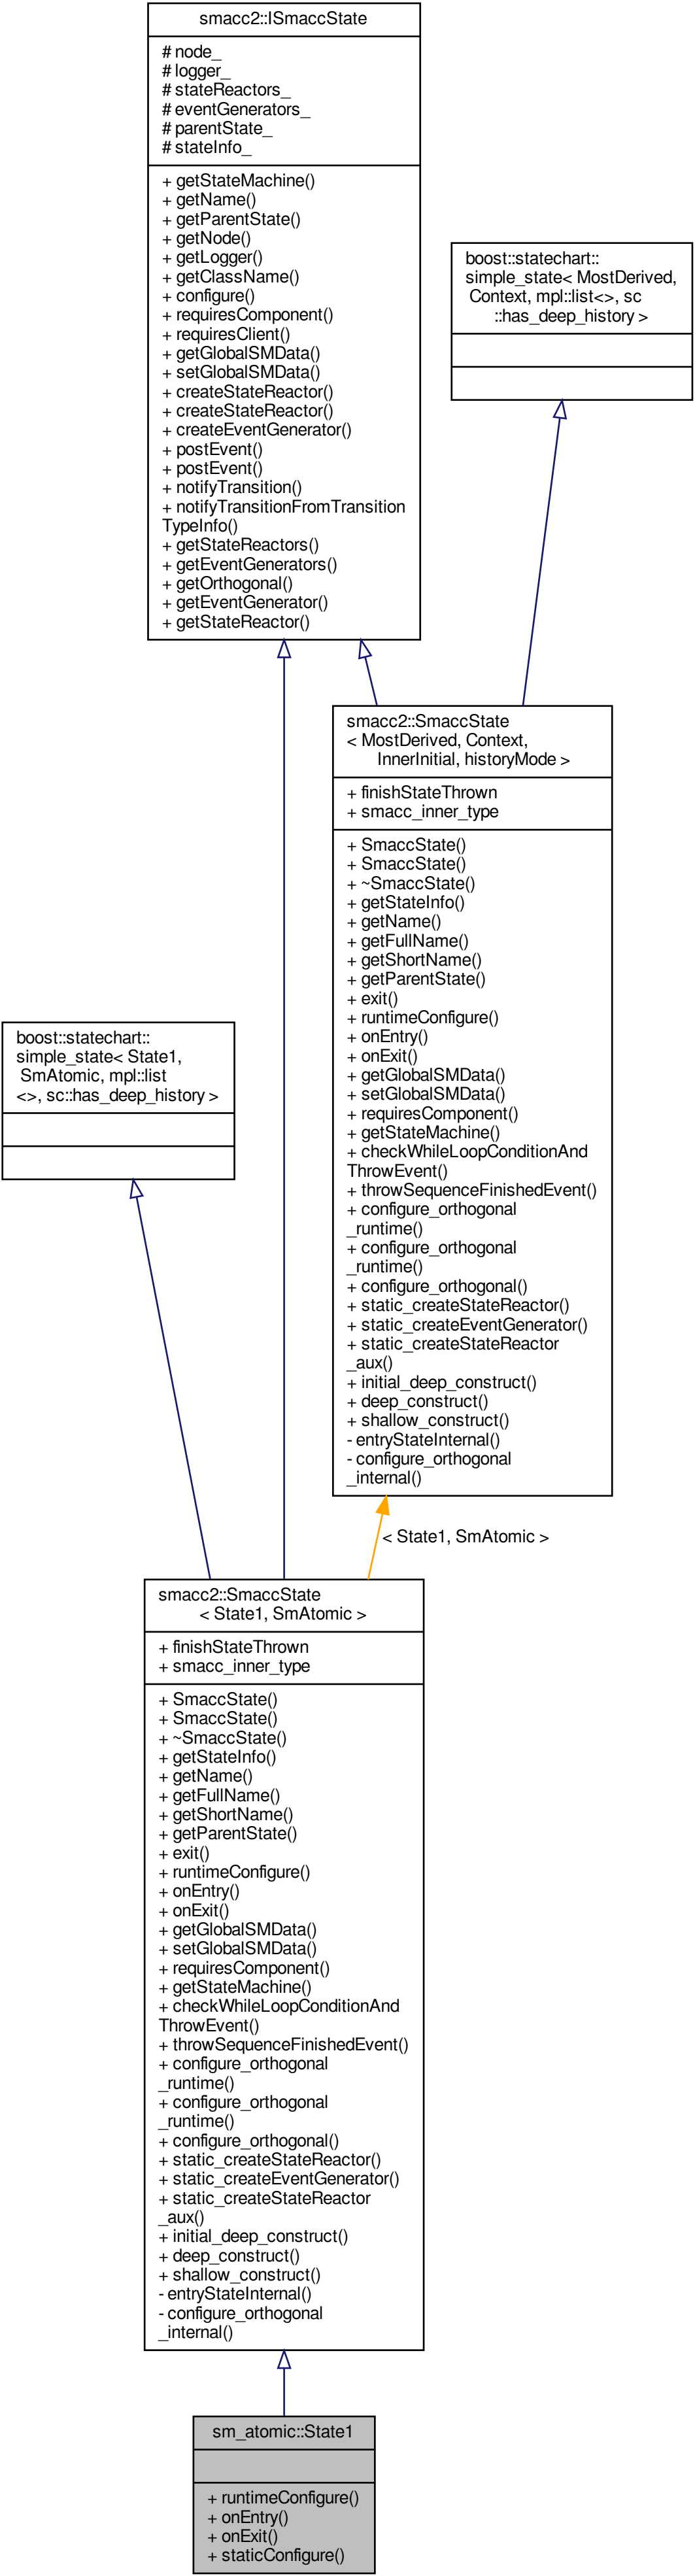 smacc2::ISmaccState
# node_
# logger_
# stateReactors_
# eventGenerators_
# parentState_
# stateInfo_
+ getStateMachine()
+ getName()
+ getParentState()
+ getNode()
+ getLogger()
+ getClassName()
+ configure()
+ requiresComponent()
+ requiresClient()
+ getGlobalSMData()
+ setGlobalSMData()
+ createStateReactor()
+ createStateReactor()
+ createEventGenerator()
+ postEvent()
+ postEvent()
+ notifyTransition()
+ notifyTransitionFromTransition
TypeInfo()
+ getStateReactors()
+ getEventGenerators()
+ getOrthogonal()
+ getEventGenerator()
+ getStateReactor()
boost::statechart::
simple_state< MostDerived,
Context, mpl::list<>, sc
::has_deep_history >
smacc2::SmaccState
< MostDerived, Context,
InnerInitial, historyMode >
+ finishStateThrown
+ smacc_inner_type
+ SmaccState()
+ SmaccState()
+ ~SmaccState()
+ getStateInfo()
+ getName()
+ getFullName()
+ getShortName()
+ getParentState()
+ exit()
+ runtimeConfigure()
+ onEntry()
+ onExit()
+ getGlobalSMData()
+ setGlobalSMData()
+ requiresComponent()
+ getStateMachine()
+ checkWhileLoopConditionAnd
ThrowEvent()
+ throwSequenceFinishedEvent()
+ configure_orthogonal
_runtime()
+ configure_orthogonal
_runtime()
+ configure_orthogonal()
+ static_createStateReactor()
+ static_createEventGenerator()
+ static_createStateReactor
_aux()
+ initial_deep_construct()
+ deep_construct()
+ shallow_construct()
- entryStateInternal()
- configure_orthogonal
_internal()
boost::statechart::
simple_state< State1,
SmAtomic, mpl::list
<>, sc::has_deep_history >
< State1, SmAtomic >
smacc2::SmaccState
< State1, SmAtomic >
+ finishStateThrown
+ smacc_inner_type
+ SmaccState()
+ SmaccState()
+ ~SmaccState()
+ getStateInfo()
+ getName()
+ getFullName()
+ getShortName()
+ getParentState()
+ exit()
+ runtimeConfigure()
+ onEntry()
+ onExit()
+ getGlobalSMData()
+ setGlobalSMData()
+ requiresComponent()
+ getStateMachine()
+ checkWhileLoopConditionAnd
ThrowEvent()
+ throwSequenceFinishedEvent()
+ configure_orthogonal
_runtime()
+ configure_orthogonal
_runtime()
+ configure_orthogonal()
+ static_createStateReactor()
+ static_createEventGenerator()
+ static_createStateReactor
_aux()
+ initial_deep_construct()
+ deep_construct()
+ shallow_construct()
- entryStateInternal()
- configure_orthogonal
_internal()
sm_atomic::State1
+ runtimeConfigure()
+ onEntry()
+ onExit()
+ staticConfigure()